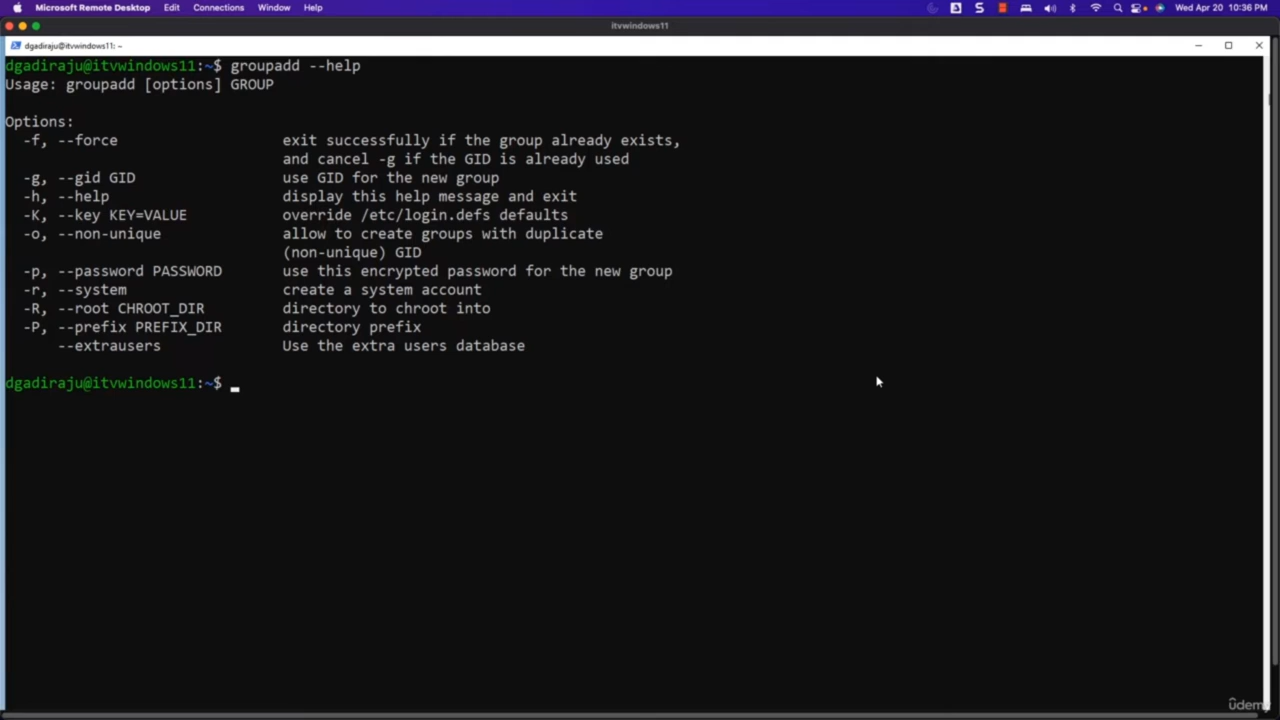 Microsoft Remote Desktop Edit Connections Window Help Wed Apr 20 10:36 PM
itvwindows11
dgadiraju@itvwindows11: ~
dgadiraju@itvwindows11:~$ groupadd --help
Usage: groupadd [options] GROUP
Options:
-f, --force exit successfully if the group already exists,
and cancel -g if the GID is already used
-g, --gid GID use GID for the new group
-h, --help display this help message and exit
-K, --key KEY=VALUE override /etc/login.defs defaults
-o, --non-unique allow to create groups with duplicate
(non-unique) GID
-p, --password PASSWORD use this encrypted password for the new group
-r, --system create a system account
-R, --root CHROOT_DIR directory to chroot into
-P, --prefix PREFIX_DIR directory prefix
--extrausers Use the extra users database
dgadiraju@itvwindows11:~$
ûdemy